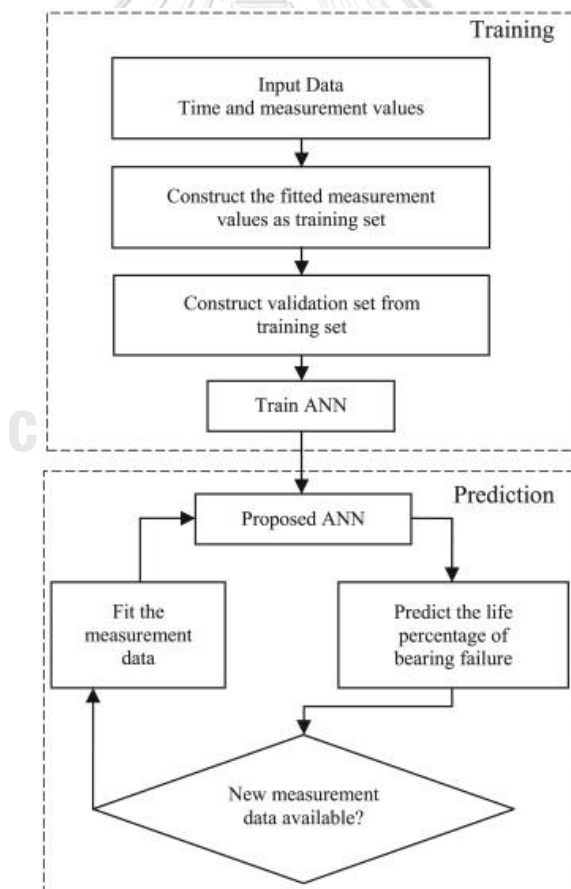 Training
Input Data
Time and measurement values
Construct the fitted measurement
values as training set
Construct validation set from
training set
Train ANN
C
Prediction
Proposed ANN
Fit the
measurement
data
Predict the life
percentage of
bearing failure
New measurement
data available?